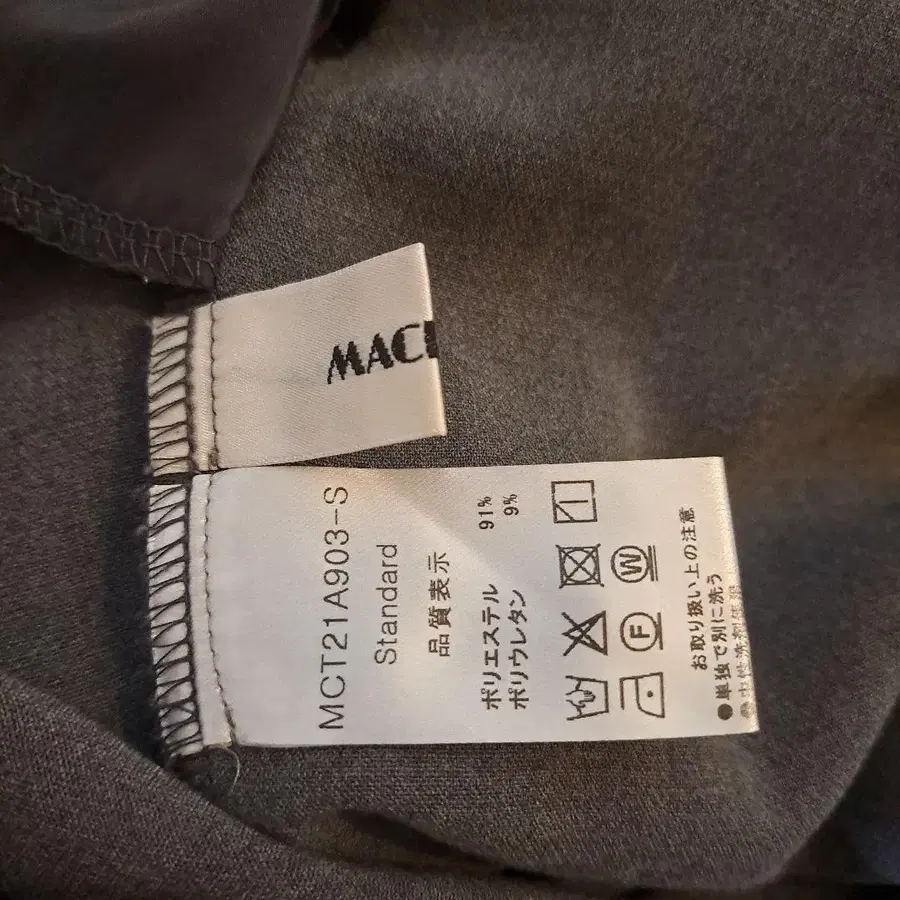 MAC
MCT21A903-S
Standard
品質表示
ポリエステル 91%
ポリウレタン 9%
F W
お取り扱い上の注意
●単独で別に洗う